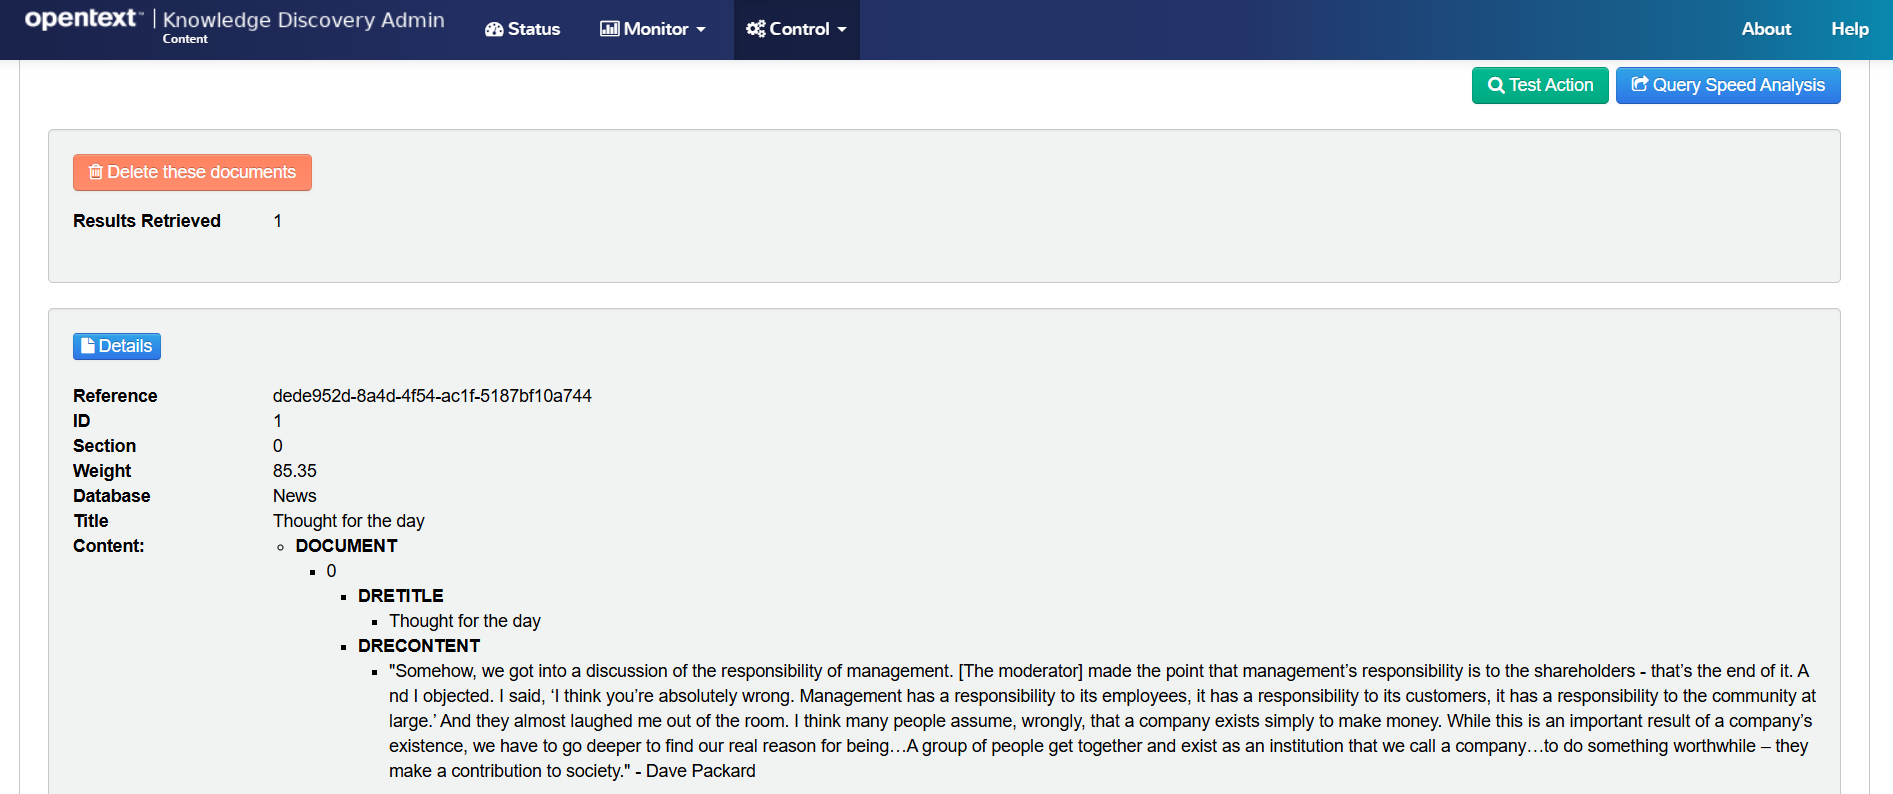 opentext™ | Knowledge Discovery Admin
Content
Status
Monitor
Control
About
Help
Test Action
Query Speed Analysis
Delete these documents
Results Retrieved 1
Details
Reference dede952d-8a4d-4f54-ac1f-5187bf10a744
ID 1
Section 0
Weight 85.35
Database News
Title Thought for the day
Content: DOCUMENT
0
DRETITLE
Thought for the day
DRECONTENT
"Somehow, we got into a discussion of the responsibility of management. [The moderator] made the point that management’s responsibility is to the shareholders - that’s the end of it. A
nd I objected. I said, ‘I think you’re absolutely wrong. Management has a responsibility to its employees, it has a responsibility to its customers, it has a responsibility to the community at
large.’ And they almost laughed me out of the room. I think many people assume, wrongly, that a company exists simply to make money. While this is an important result of a company’s
existence, we have to go deeper to find our real reason for being…A group of people get together and exist as an institution that we call a company…to do something worthwhile – they
make a contribution to society." - Dave Packard